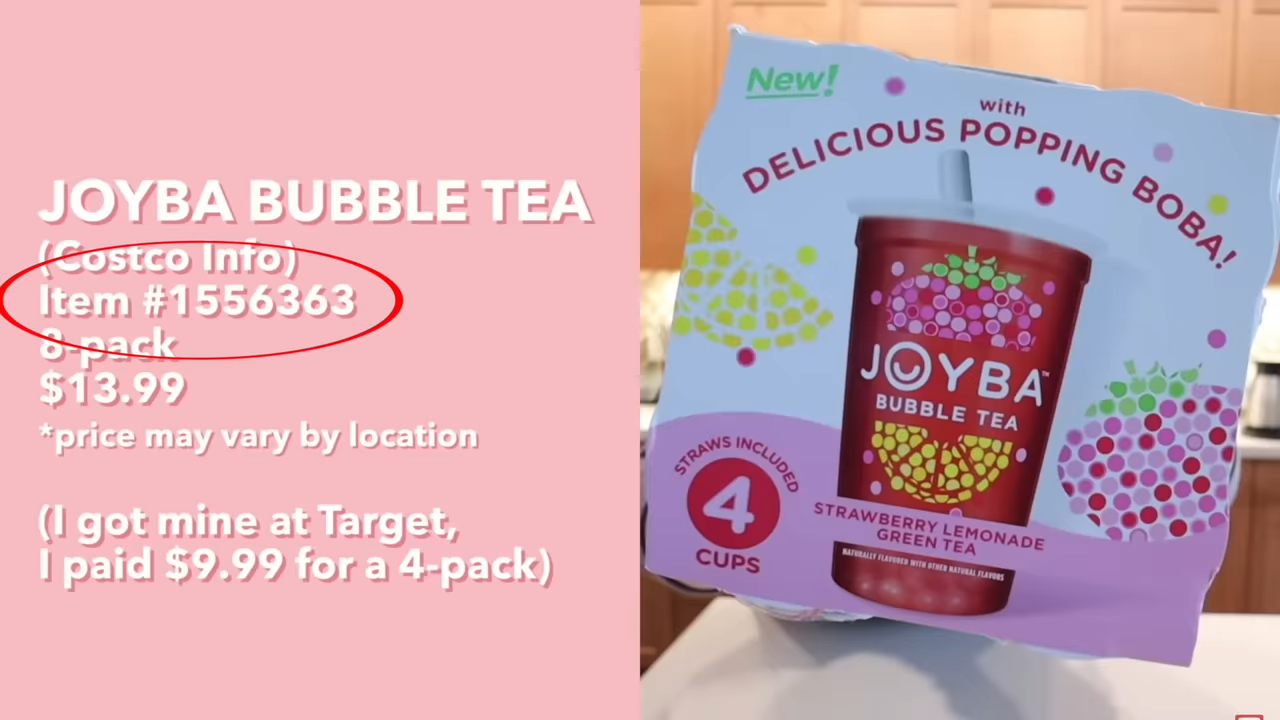 JOYBA BUBBLE TEA
(Costco Info)
Item #1556363
8-pack
$13.99
*price may vary by location
(I got mine at Target,
I paid $9.99 for a 4-pack)
New!
with
DELICIOUS POPPING BOBA!
JOYBA™
BUBBLE TEA
STRAWS INCLUDED
4
CUPS
STRAWBERRY LEMONADE
GREEN TEA
NATURALLY FLAVORED WITH OTHER NATURAL FLAVORS